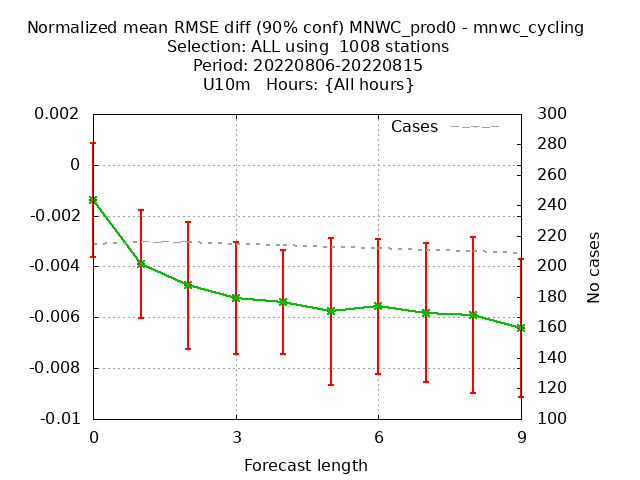 Normalized mean RMSE diff (90% conf) MNWC_prod0 - mnwc_cycling
Selection: ALL using  1008 stations
Period: 20220806-20220815
U10m   Hours: {All hours}
Cases
0.002
0
-0.002
-0.004
-0.006
-0.008
-0.01
300
280
260
240
220
200
180
160
140
120
100
No cases
0 3 6 9
Forecast length